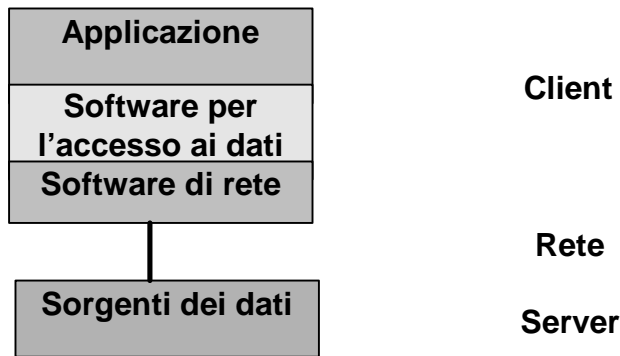 Applicazione
Client
Software per
l'accesso ai dati
Software di rete
Rete
Sorgenti dei dati
Server